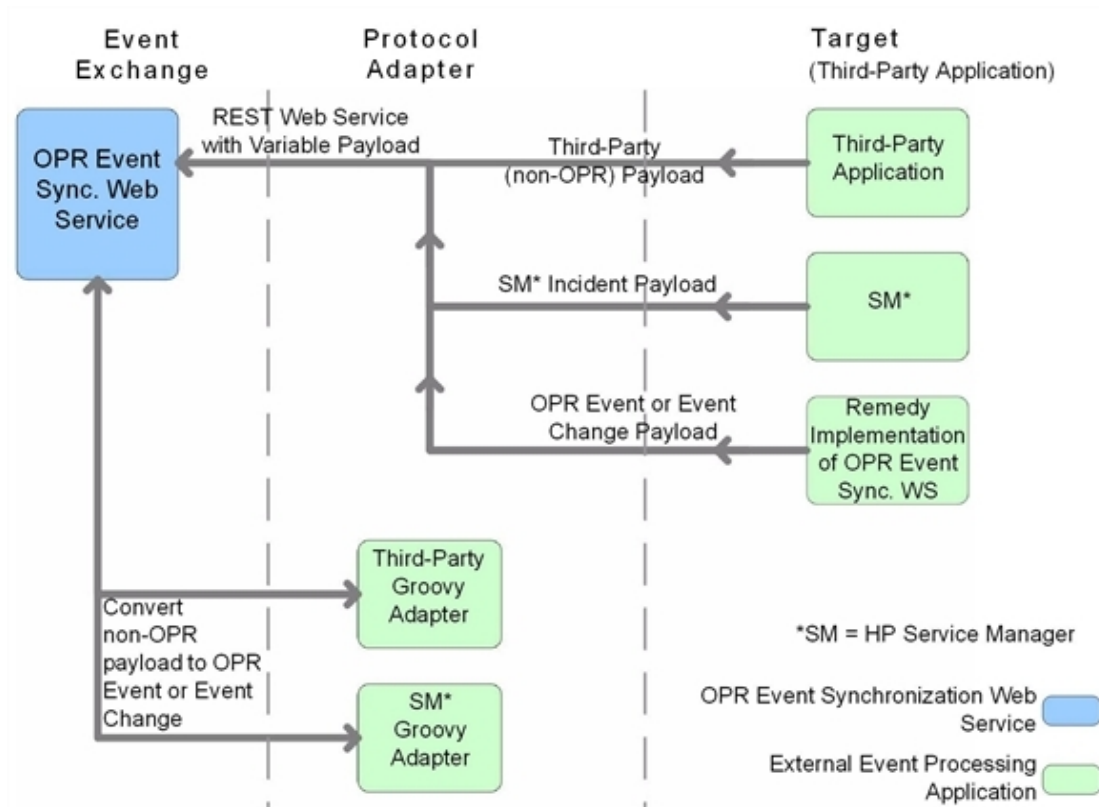 Event
Exchange
Protocol
Adapter
Target
(Third-Party Application)
REST Web Service
with Variable Payload
OPR Event
Sync. Web
Service
Third-Party
(non-OPR) Payload
Third-Party
Application
SM* Incident Payload
SM*
OPR Event or Event
Change Payload
Remedy
Implementation
of OPR Event
Sync. WS
Third-Party
Groovy
Adapter
Convert
non-OPR
payload to OPR
Event or Event
Change
SM*
Groovy
Adapter
*SM = HP Service Manager
OPR Event Synchronization Web
Service
External Event Processing
Application